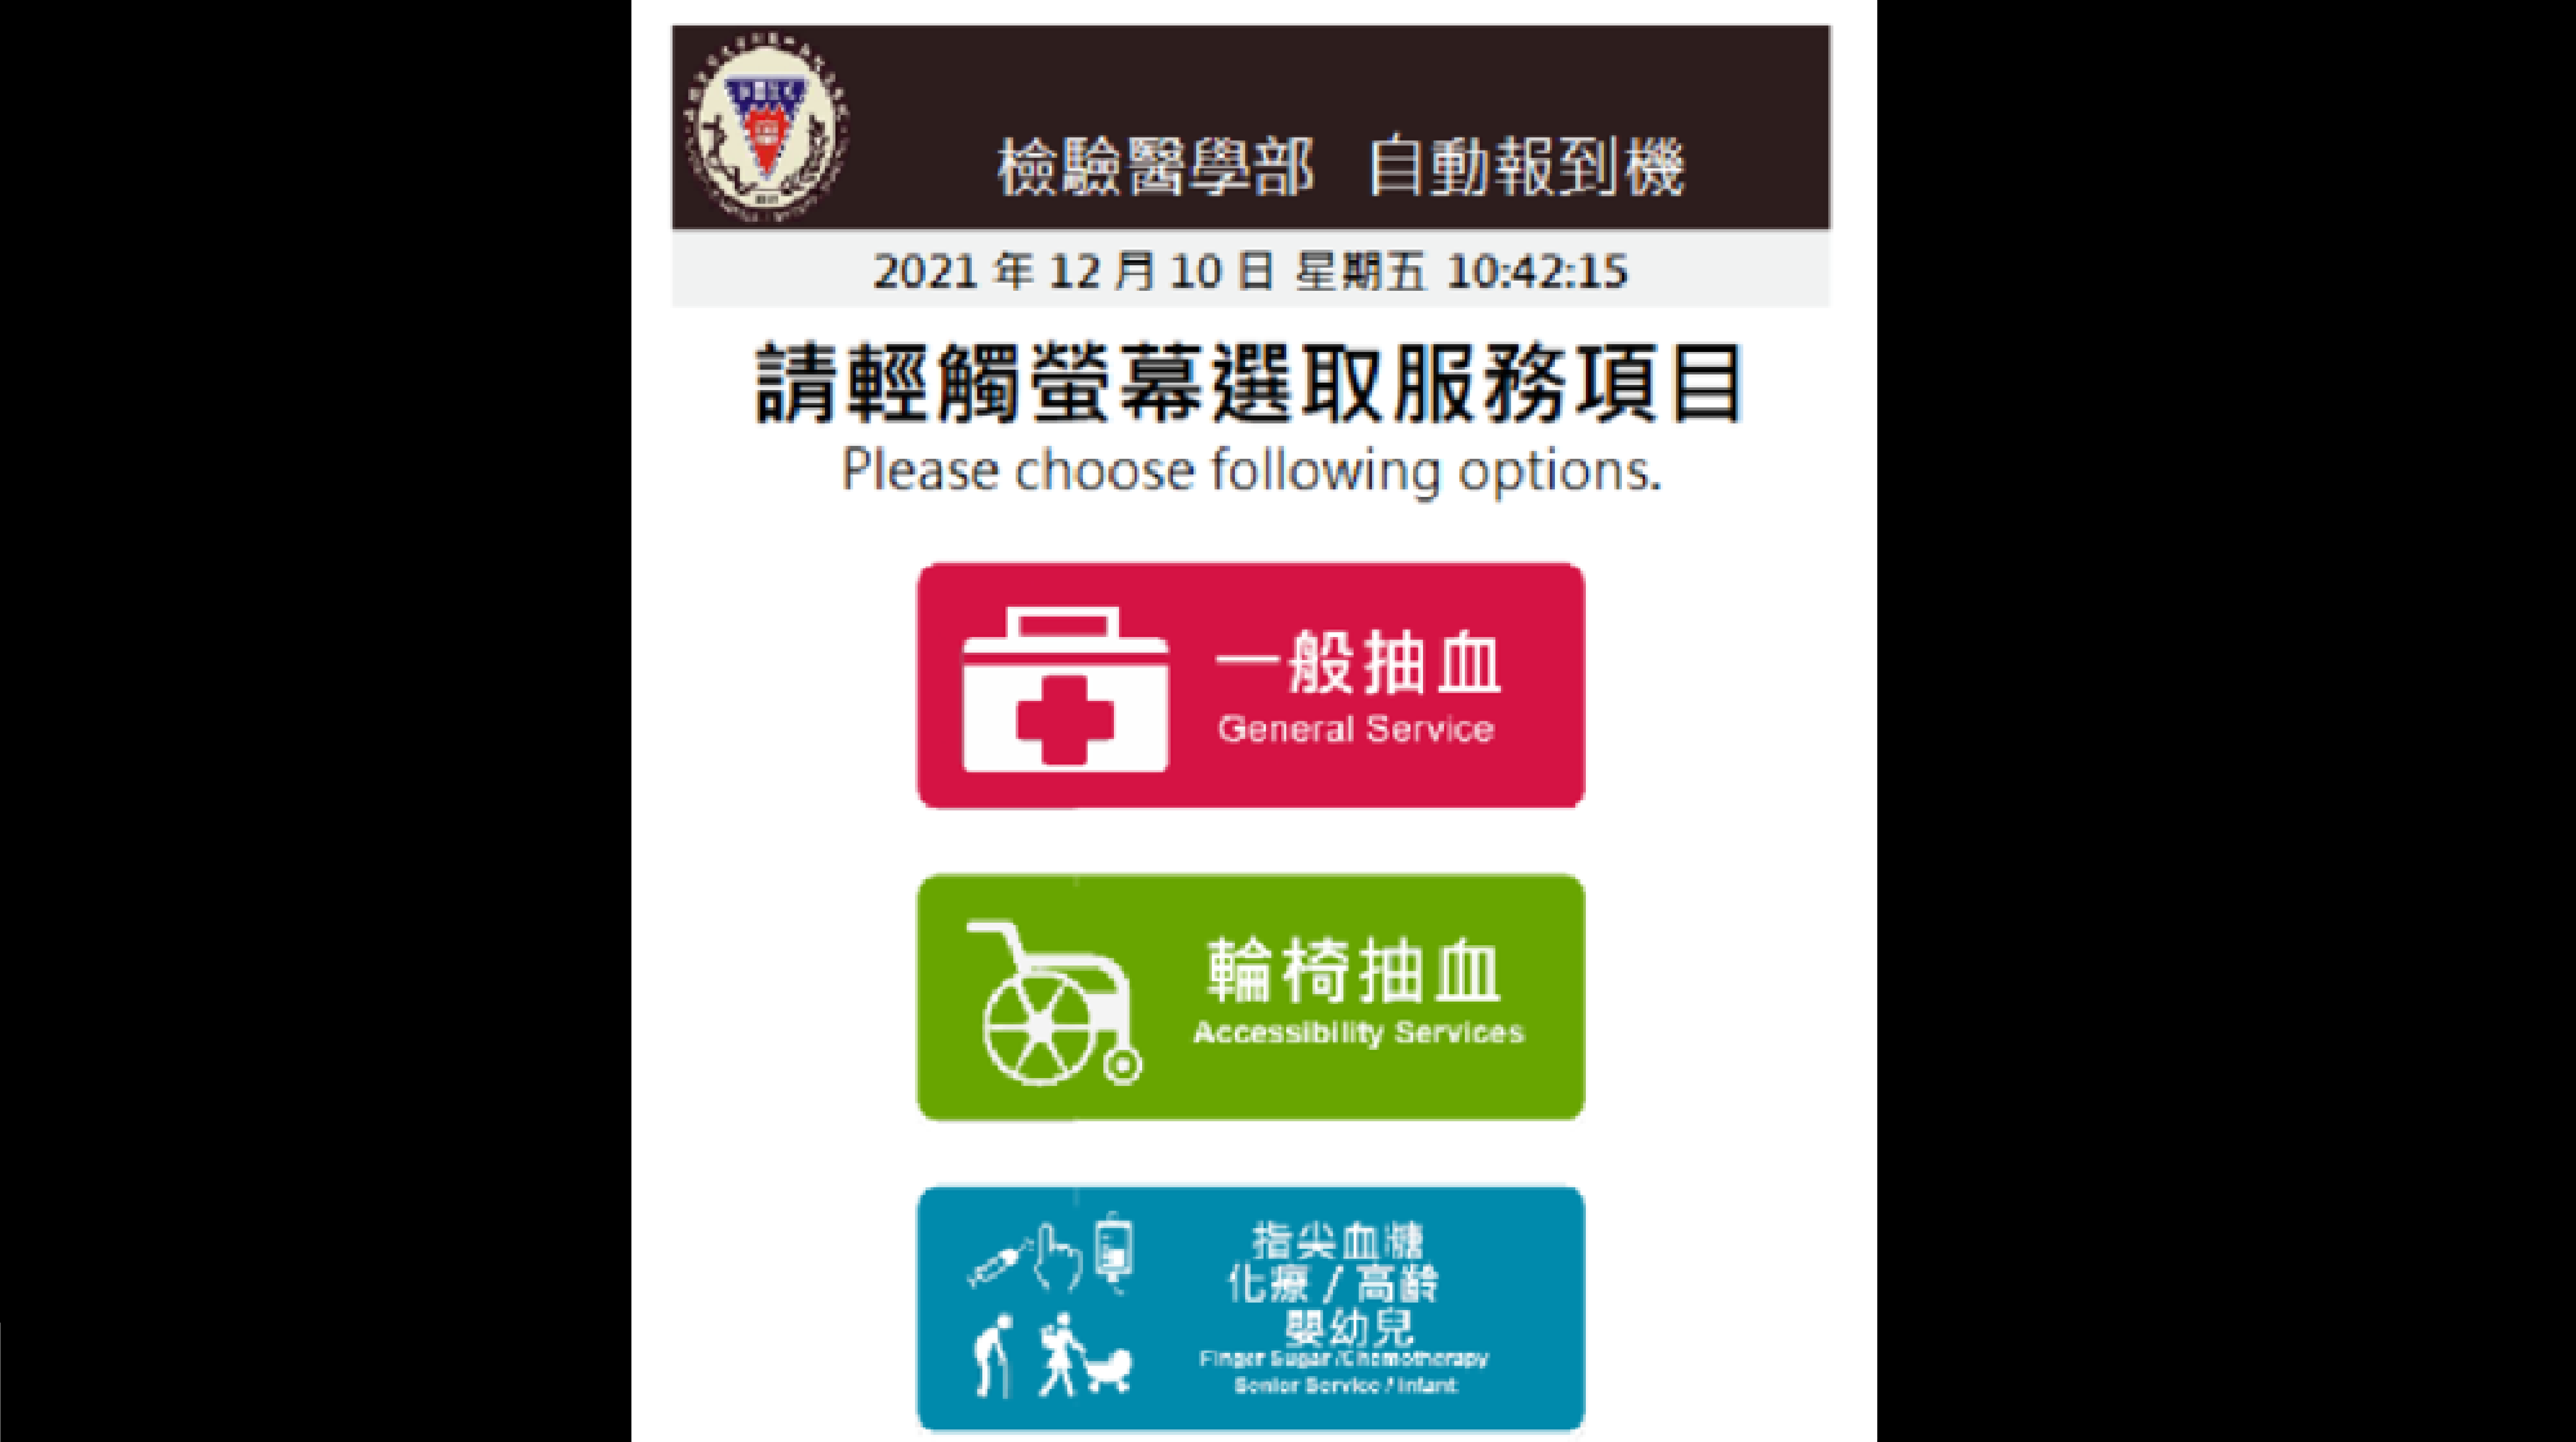 檢驗醫學部 自動報到機
2021 年 12 月 10 日 星期五 10:42:15
請輕觸螢幕選取服務項目
Please choose following options.
一般抽血
General Service
輪椅抽血
Accessibility Services
指尖血糖
化療 / 高齡
嬰幼兒
Finger Sugar /Chemotherapy
Senior Service / Infant